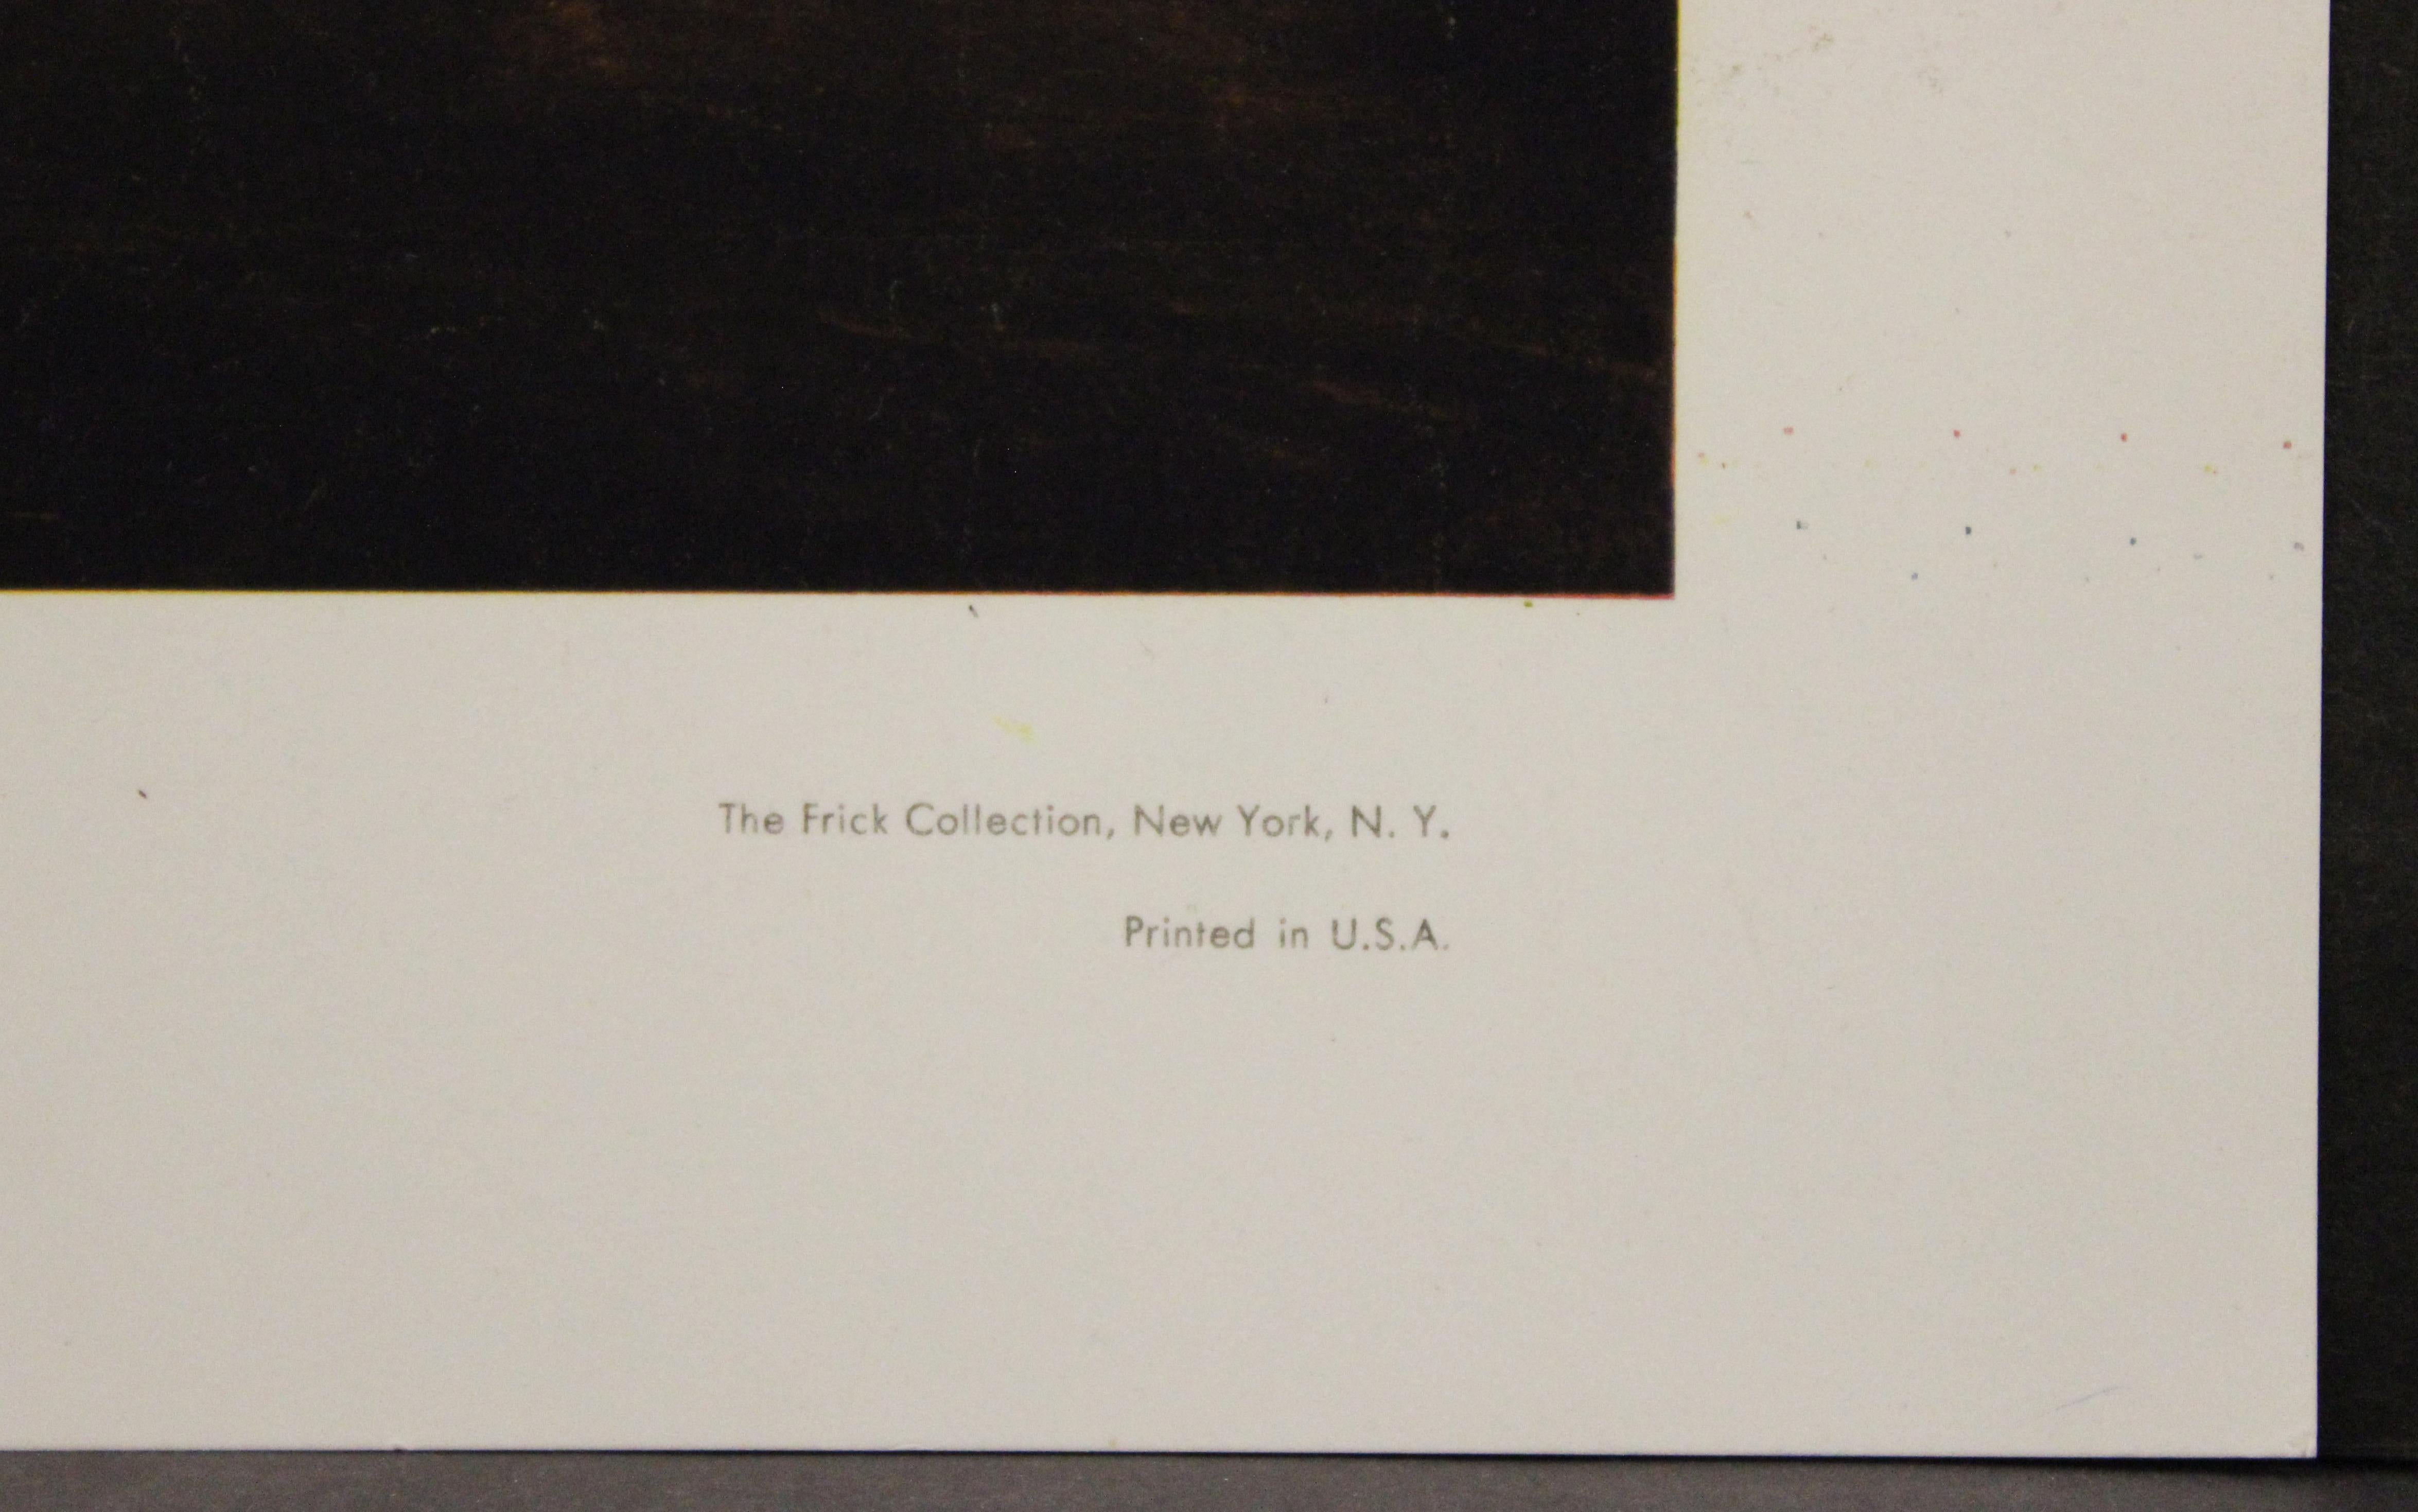 The Frick Collection, New York, N. Y.
Printed in U.S.A.